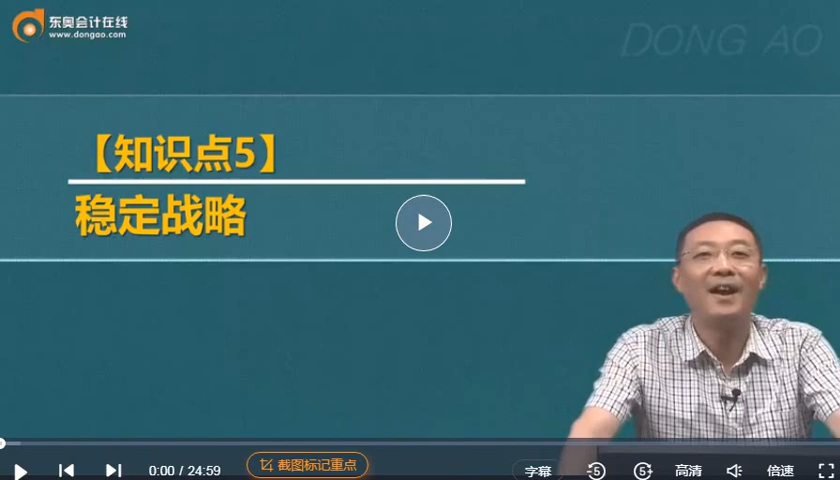 东奥会计在线
www.dongao.com
DONG AO
【知识点5】
稳定战略
0:00 / 24:59
截图标记重点
字幕
5
5
高清
倍速